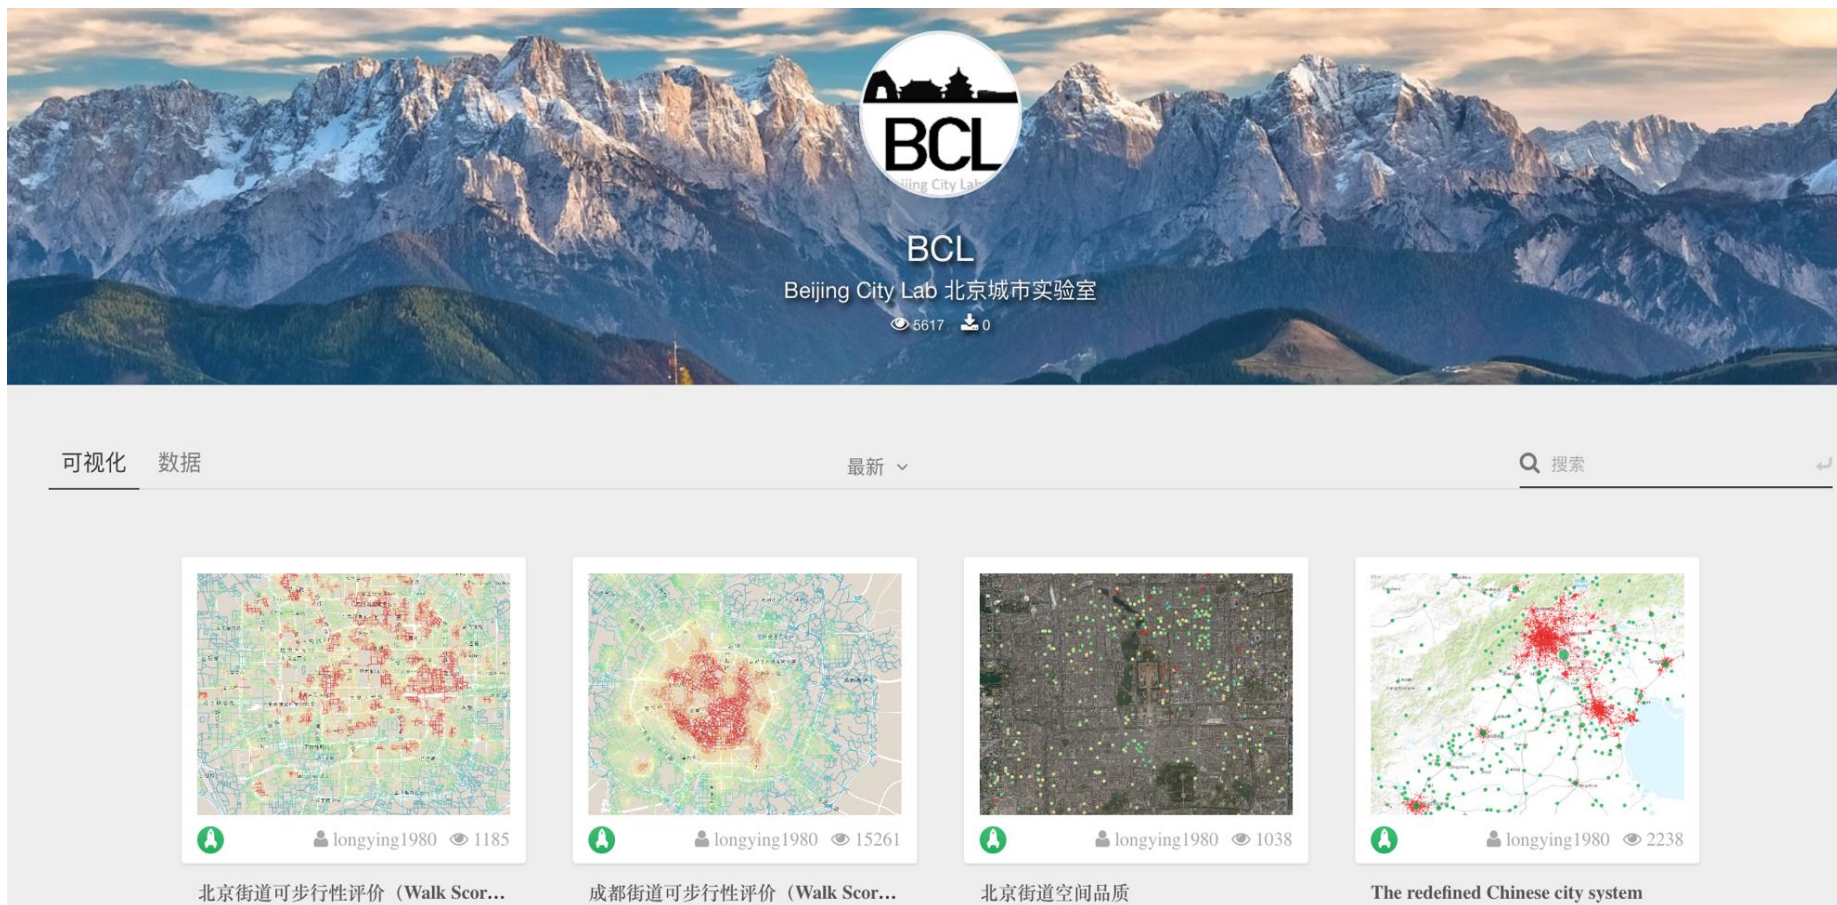 BCL
Beijing City Lab
BCL
Beijing City Lab 北京城市实验室
5617 0
可视化 数据 最新 搜索
longying1980 1185
longying1980 15261
longying1980 1038
longying1980 2238
北京街道可步行性评价（Walk Scor...
成都街道可步行性评价（Walk Scor...
北京街道空间品质
The redefined Chinese city system